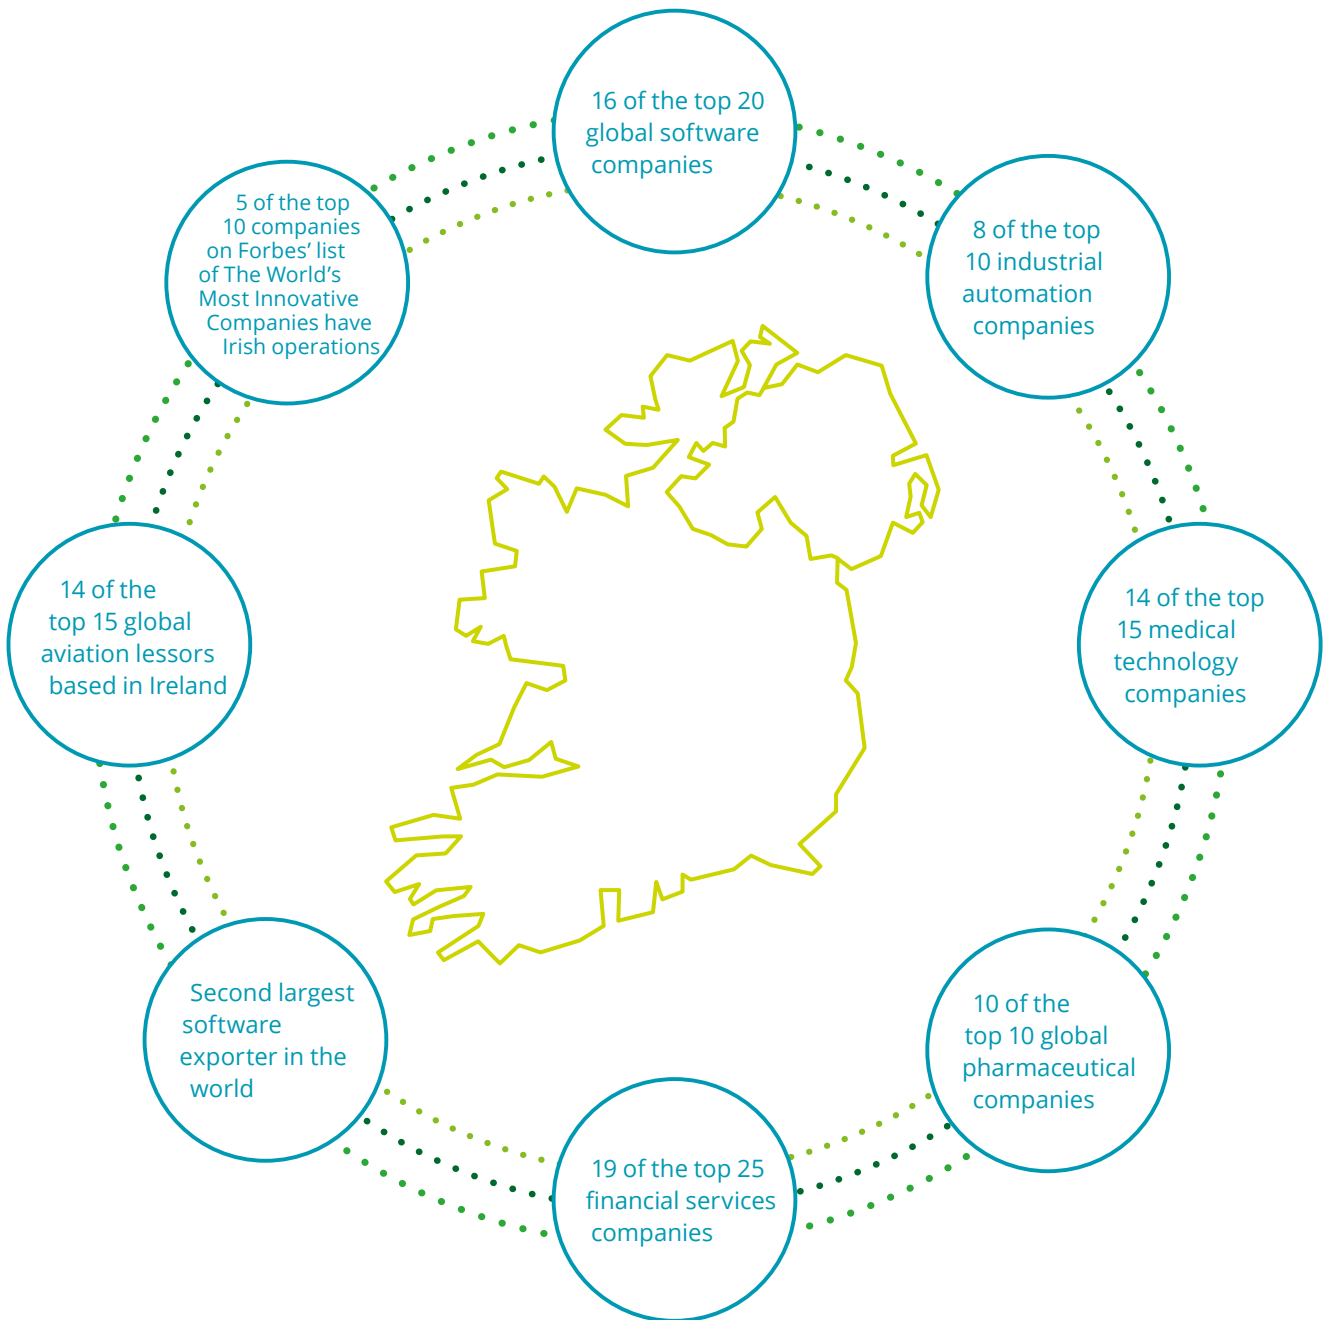 16 of the top 20
global software
companies
8 of the top
10 industrial
automation
companies
14 of the top
15 medical
technology
companies
10 of the
top 10 global
pharmaceutical
companies
19 of the top 25
financial services
companies
Second largest
software
exporter in the
world
14 of the
top 15 global
aviation lessors
based in Ireland
5 of the top
10 companies
on Forbes’ list
of The World’s
Most Innovative
Companies have
Irish operations